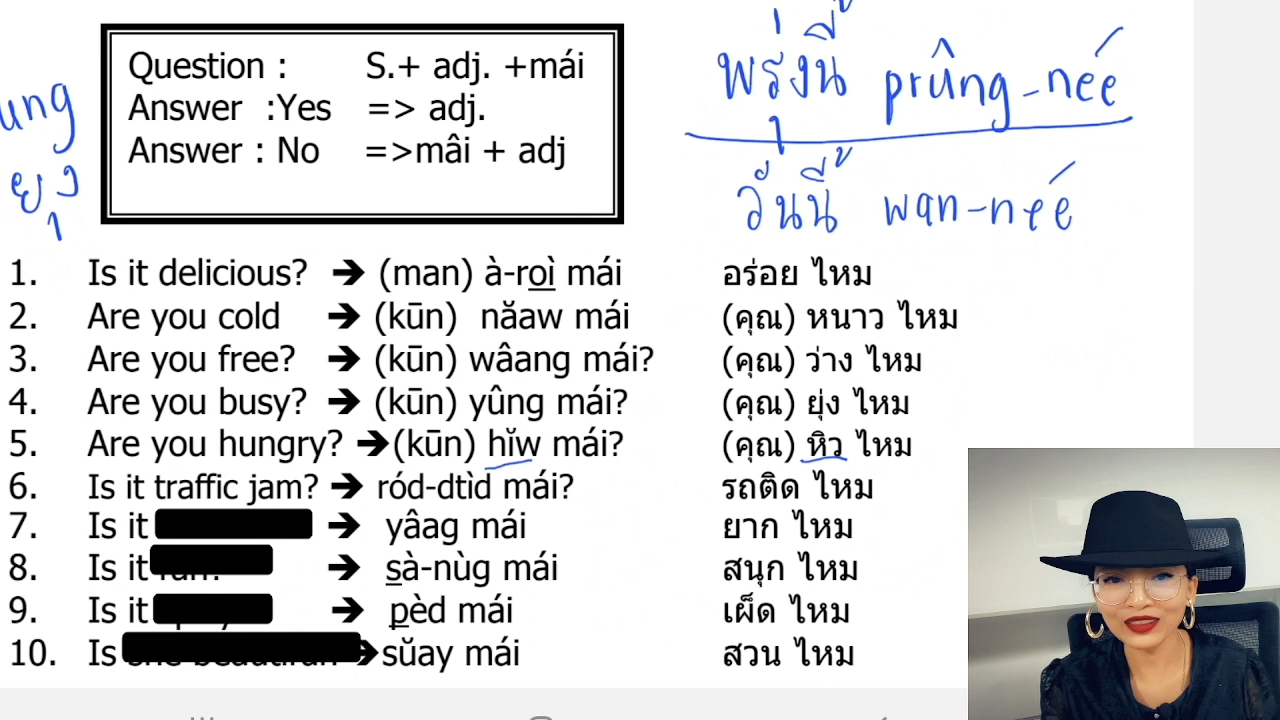 Question : S.+ adj. +mái
Answer :Yes => adj.
Answer : No =>mâi + adj
พรุ่งนี้ prûng-neé
วันนี้ wan-neé
ung
ยุ่ง
1. Is it delicious? ➔ (man) à-roì mái อร่อย ไหม
2. Are you cold ➔ (kūn) năaw mái (คุณ) หนาว ไหม
3. Are you free? ➔ (kūn) wâang mái? (คุณ) ว่าง ไหม
4. Are you busy? ➔ (kūn) yûng mái? (คุณ) ยุ่ง ไหม
5. Are you hungry? ➔(kūn) hĭw mái? (คุณ) หิว ไหม
6. Is it traffic jam? ➔ ród-dtìd mái? รถติด ไหม
7. Is it ➔ yâag mái ยาก ไหม
8. Is it ➔ sà-nùg mái สนุก ไหม
9. Is it ➔ pèd mái เผ็ด ไหม
10. Is ➔sŭay mái สวน ไหม